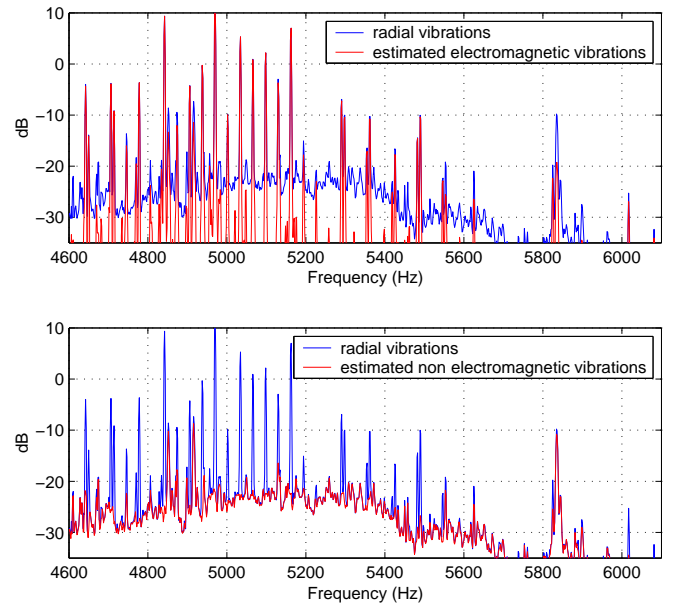 10
0
−10
−20
−30
dB
radial vibrations
estimated electromagnetic vibrations
4600 4800 5000 5200 5400 5600 5800 6000
Frequency (Hz)
10
0
−10
−20
−30
dB
radial vibrations
estimated non electromagnetic vibrations
4600 4800 5000 5200 5400 5600 5800 6000
Frequency (Hz)